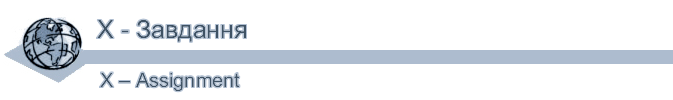 X - Завдання
X – Assignment